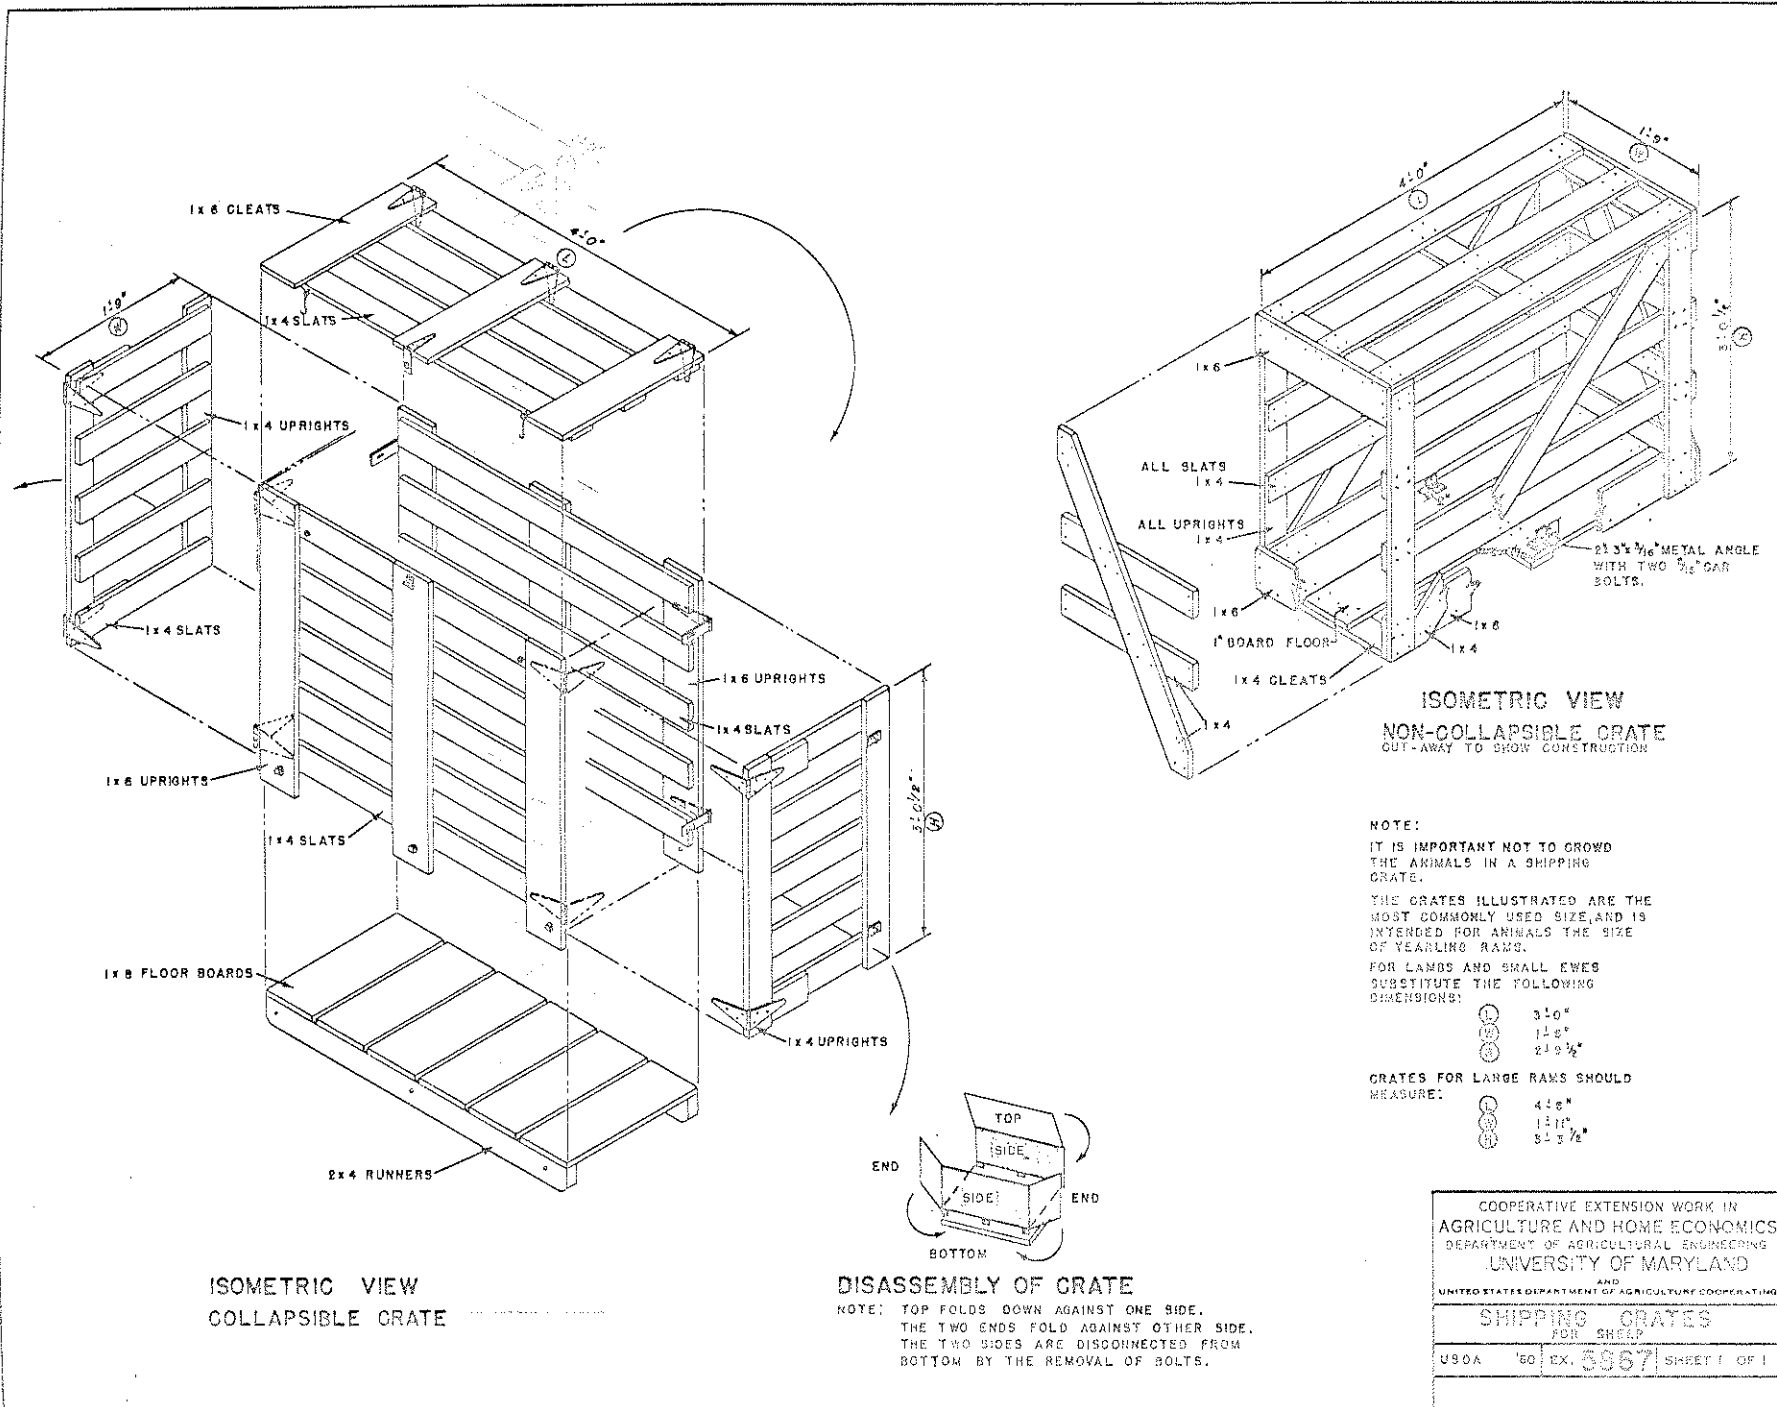 1x6 CLEATS
4'-0"
L
1'-9"
W
1x4 SLATS
1x4 UPRIGHTS
1x4 SLATS
1x6 UPRIGHTS
1x4 SLATS
1x6 UPRIGHTS
1x4 SLATS
3'-0 1/2"
H
1x8 FLOOR BOARDS
1x4 UPRIGHTS
2x4 RUNNERS
ISOMETRIC VIEW
COLLAPSIBLE CRATE
TOP
SIDE
END
SIDE
END
BOTTOM
DISASSEMBLY OF CRATE
NOTE: TOP FOLDS DOWN AGAINST ONE SIDE.
THE TWO ENDS FOLD AGAINST OTHER SIDE.
THE TWO SIDES ARE DISCONNECTED FROM
BOTTOM BY THE REMOVAL OF BOLTS.
4'-0"
L
1'-9"
W
H
1x6
ALL SLATS
1x4
ALL UPRIGHTS
1x4
METAL ANGLE
WITH TWO CAR
BOLTS.
1x6
1" BOARD FLOOR
1x6
1x4
1x4 CLEATS
1x4
ISOMETRIC VIEW
NON-COLLAPSIBLE CRATE
CUT-AWAY TO SHOW CONSTRUCTION
NOTE:
IT IS IMPORTANT NOT TO CROWD
THE ANIMALS IN A SHIPPING
CRATE.
THE CRATES ILLUSTRATED ARE THE
MOST COMMONLY USED SIZE, AND IS
INTENDED FOR ANIMALS THE SIZE
OF YEARLING RAMS.
FOR LAMBS AND SMALL EWES
SUBSTITUTE THE FOLLOWING
DIMENSIONS:
L 3'-0"
W
H 2'-9 1/2"
CRATES FOR LARGE RAMS SHOULD
MEASURE:
L
W 1'-11"
H 3'-3 1/2"
COOPERATIVE EXTENSION WORK IN
AGRICULTURE AND HOME ECONOMICS
DEPARTMENT OF AGRICULTURAL ENGINEERING
UNIVERSITY OF MARYLAND
AND
UNITED STATES DEPARTMENT OF AGRICULTURE COOPERATING
SHIPPING CRATES
FOR SHEEP
USDA '60 EX. 5867 SHEET 1 OF 1